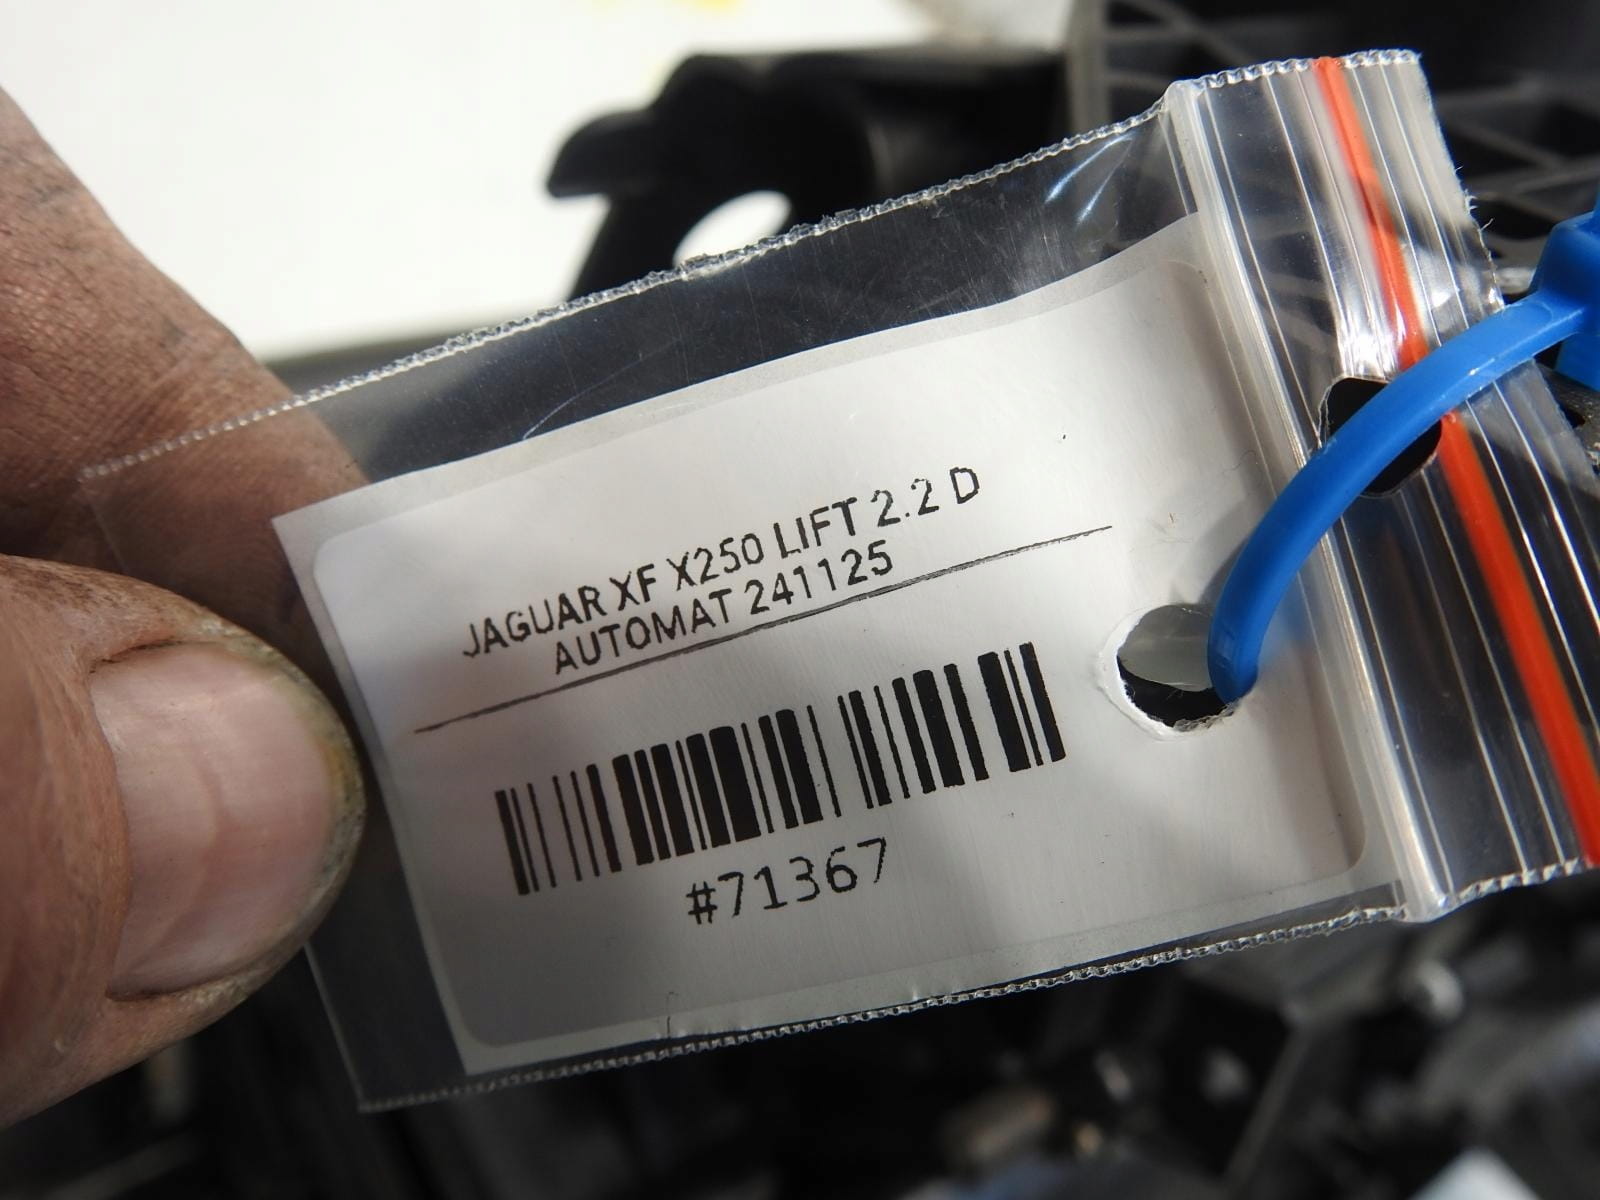 JAGUAR XF X250 LIFT 2.2 D
AUTOMAT 241125
#71367